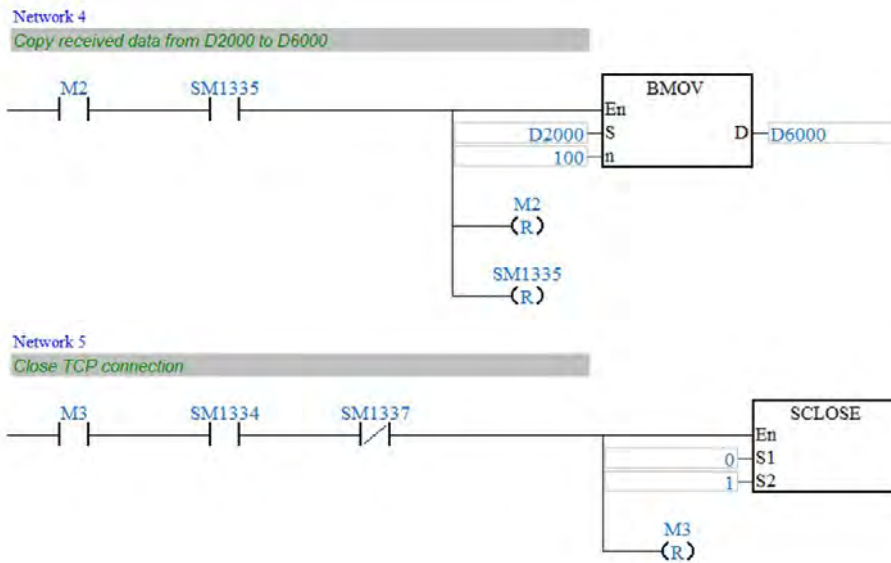 Network 4
Copy received data from D2000 to D6000
M2 SM1335
BMOV
En
D2000 S D D6000
100 n
M2
(R)
SM1335
(R)
Network 5
Close TCP connection
M3 SM1334 SM1337
SCLOSE
En
0 S1
1 S2
M3
(R)